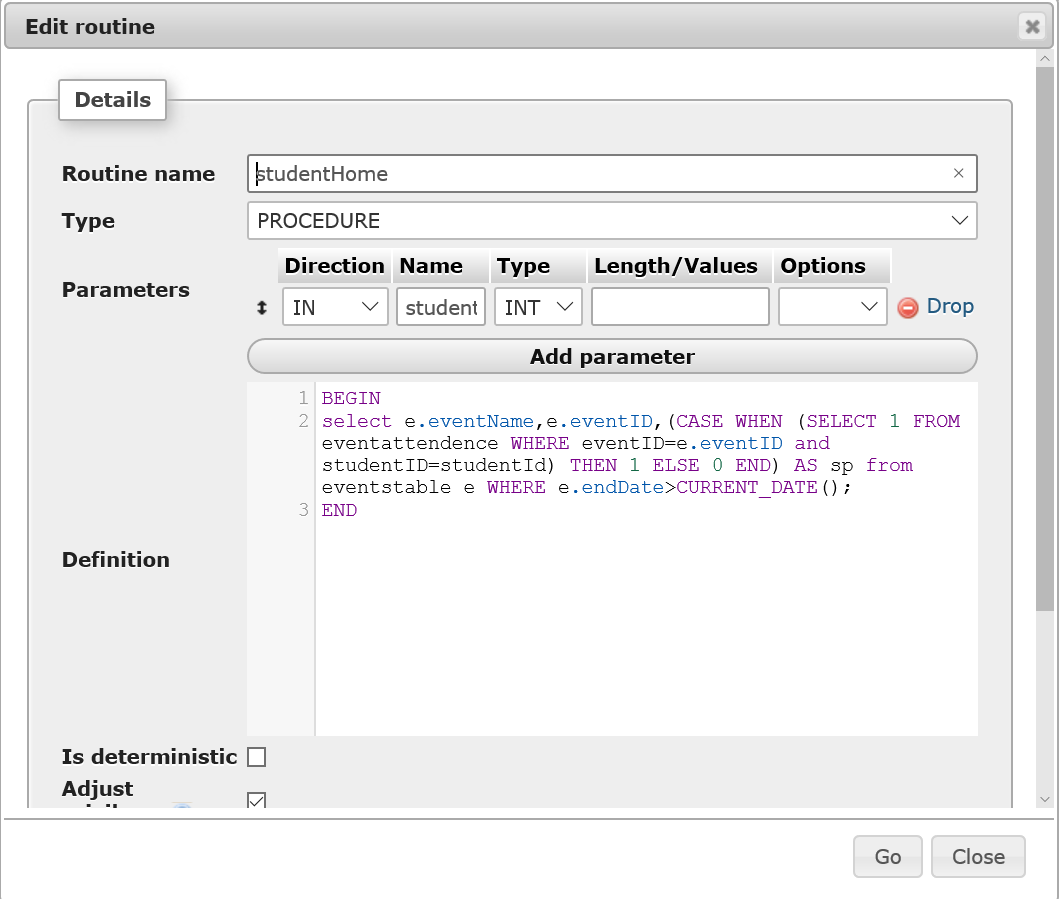 Edit routine
Details
Routine name studentHome
Type PROCEDURE
Direction Name Type Length/Values Options
Parameters
IN student INT Drop
Add parameter
1 BEGIN
2 select e.eventName,e.eventID,(CASE WHEN (SELECT 1 FROM
eventattendence WHERE eventID=e.eventID and
studentID=studentId) THEN 1 ELSE 0 END) AS sp from
eventstable e WHERE e.endDate>CURRENT_DATE();
3 END
Definition
Is deterministic
Adjust
Go Close